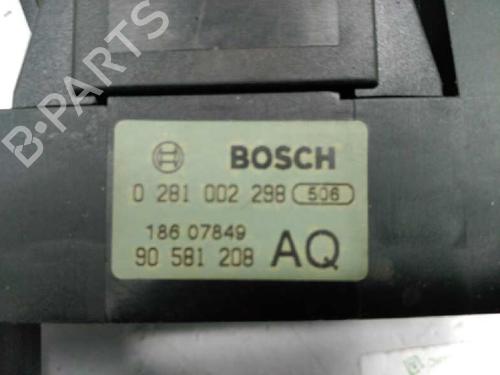 B-PARTS
BOSCH
0 281 002 298 506
186 07849
90 581 208 AQ